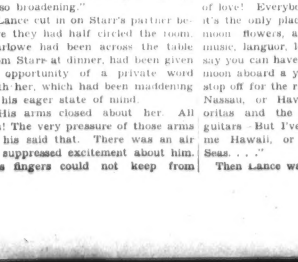 so broadening."
Lance cut in on Starr's partner be-
re they had half circled the room.
arlowe had been across the table
om Starr at dinner, had been given
opportunity of a private word
th her, which had been maddening
his eager state of mind.
His arms closed about her. All
! The very pressure of those arms
his said that. There was an air
suppressed excitement about him.
s fingers could not keep from
of love! Everybo
it's the only plac
moon flowers, a
music, languor, l
say you can have
moon aboard a y
stop off for the r
Nassau, or Hav
oritas and the
guitars - But I've
me Hawaii, or
Seas. . . ."
Then Lance wa